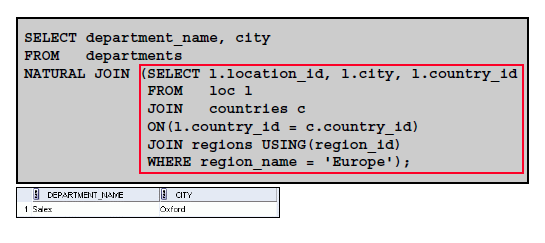 SELECT department_name, city
FROM departments
NATURAL JOIN (SELECT l.location_id, l.city, l.country_id
FROM loc l
JOIN countries c
ON(l.country_id = c.country_id)
JOIN regions USING(region_id)
WHERE region_name = 'Europe');
DEPARTMENT_NAME CITY
1 Sales Oxford